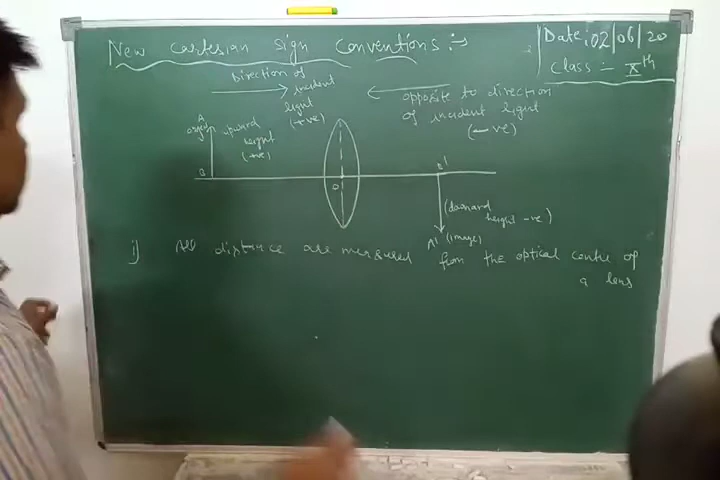 New Cartesian Sign Conventions :-
Date:02/06/20
Class :- Xth
Direction of
incident
light
(+ve)
opposite to direction
of incident light
(-ve)
A
object
upward
height
(+ve)
B
O
B'
(downward
height -ve)
A' (image)
i) All distance are measured from the optical centre of
a lens